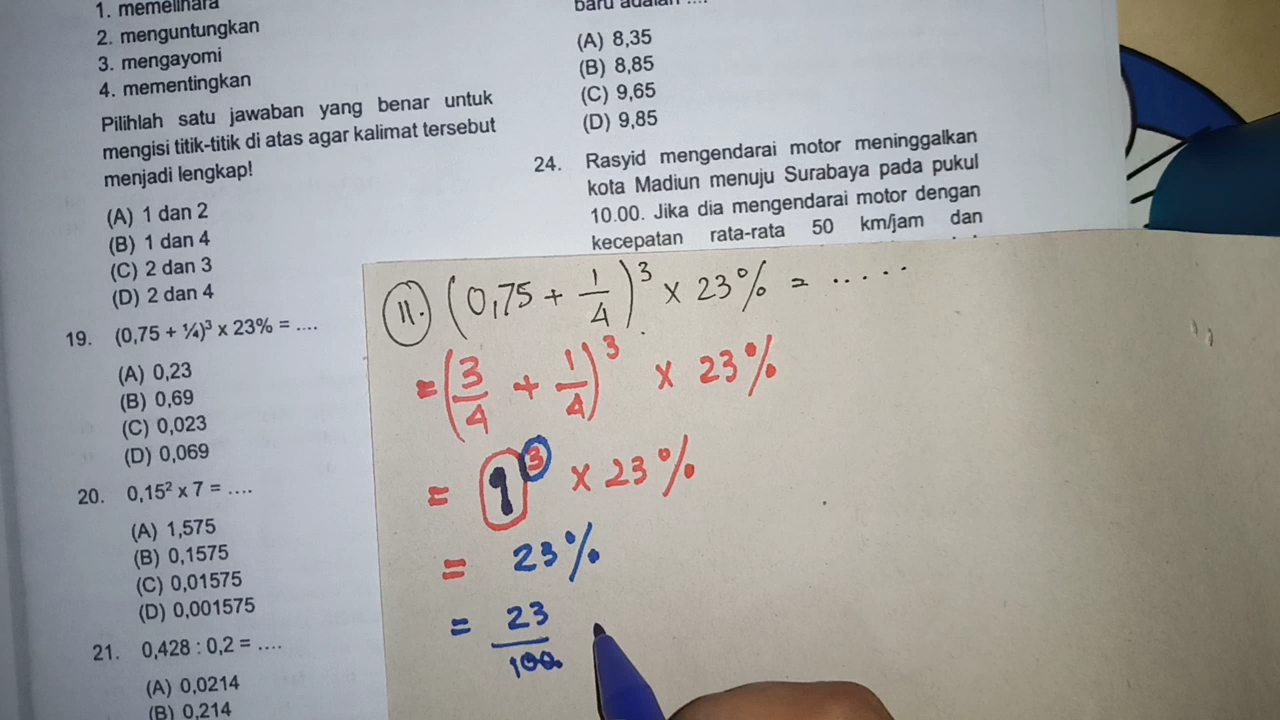 1. memelihara
2. menguntungkan
3. mengayomi
4. mementingkan
Pilihlah satu jawaban yang benar untuk
mengisi titik-titik di atas agar kalimat tersebut
menjadi lengkap!
(A) 1 dan 2
(B) 1 dan 4
(C) 2 dan 3
(D) 2 dan 4
19. (0,75 + ¼)³ x 23% = ....
(A) 0,23
(B) 0,69
(C) 0,023
(D) 0,069
20. 0,15² x 7 = ....
(A) 1,575
(B) 0,1575
(C) 0,01575
(D) 0,001575
21. 0,428 : 0,2 = ....
(A) 0,0214
(B) 0,214
baru adalah ....
(A) 8,35
(B) 8,85
(C) 9,65
(D) 9,85
24. Rasyid mengendarai motor meninggalkan
kota Madiun menuju Surabaya pada pukul
10.00. Jika dia mengendarai motor dengan
kecepatan rata-rata 50 km/jam dan
11. (0,75 + 1/4)³ x 23% = .....
= (3/4 + 1/4)³ x 23%
= 1³ x 23%
= 23%
= 23/100